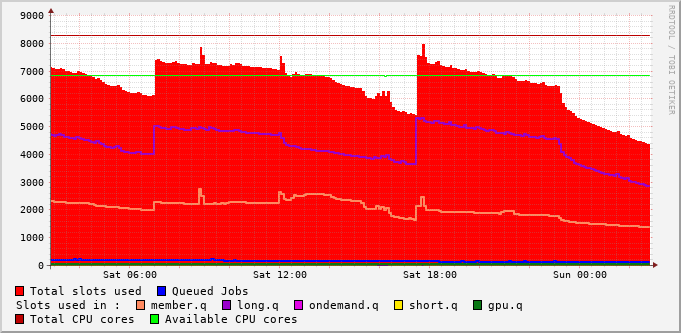 RRDTOOL / TOBI OETIKER
9000
8000
7000
6000
5000
4000
3000
2000
1000
0
Sat 06:00 Sat 12:00 Sat 18:00 Sun 00:00
Total slots used Queued Jobs
Slots used in : member.q long.q ondemand.q short.q gpu.q
Total CPU cores Available CPU cores